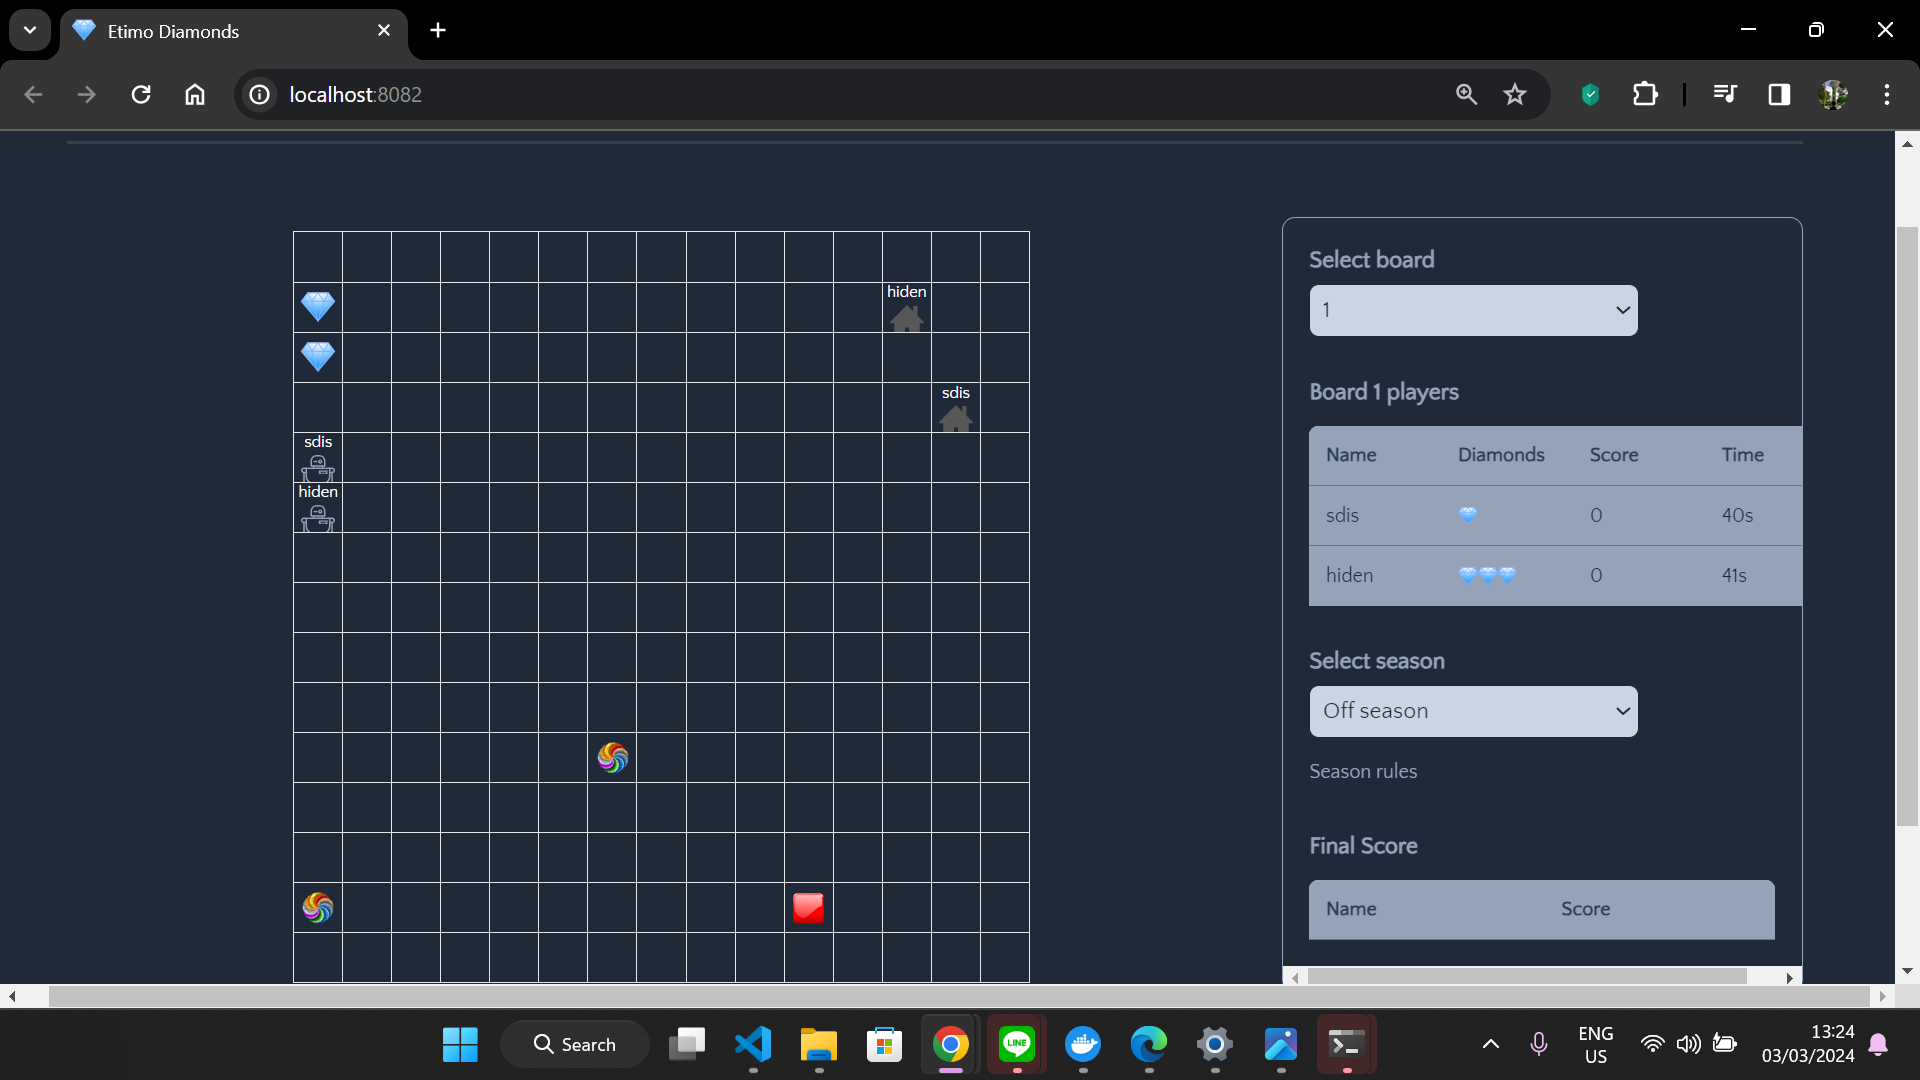 Etimo Diamonds
localhost:8082
hiden
sdis
sdis
hiden
Select board
1
Board 1 players
Name Diamonds Score Time
sdis 0 40s
hiden 0 41s
Select season
Off season
Season rules
Final Score
Name Score
Search
LINE
ENG
US
13:24
03/03/2024